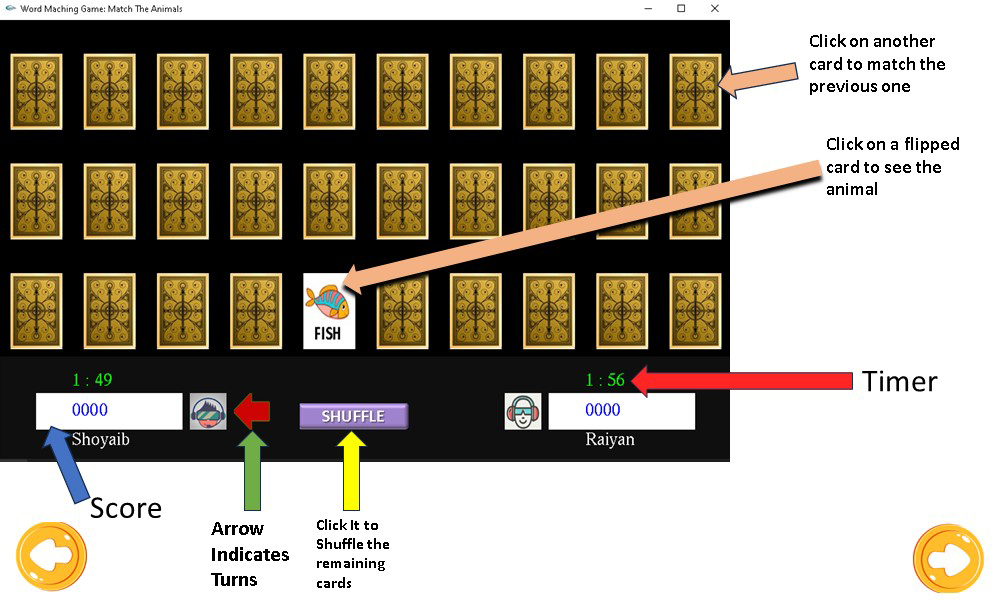 Word Maching Game: Match The Animals
Click on another
card to match the
previous one
Click on a flipped
card to see the
animal
FISH
1 : 49
1 : 56
Timer
0000
SHUFFLE
0000
Shoyaib
Raiyan
Score
Arrow
Indicates
Turns
Click It to
Shuffle the
remaining
cards